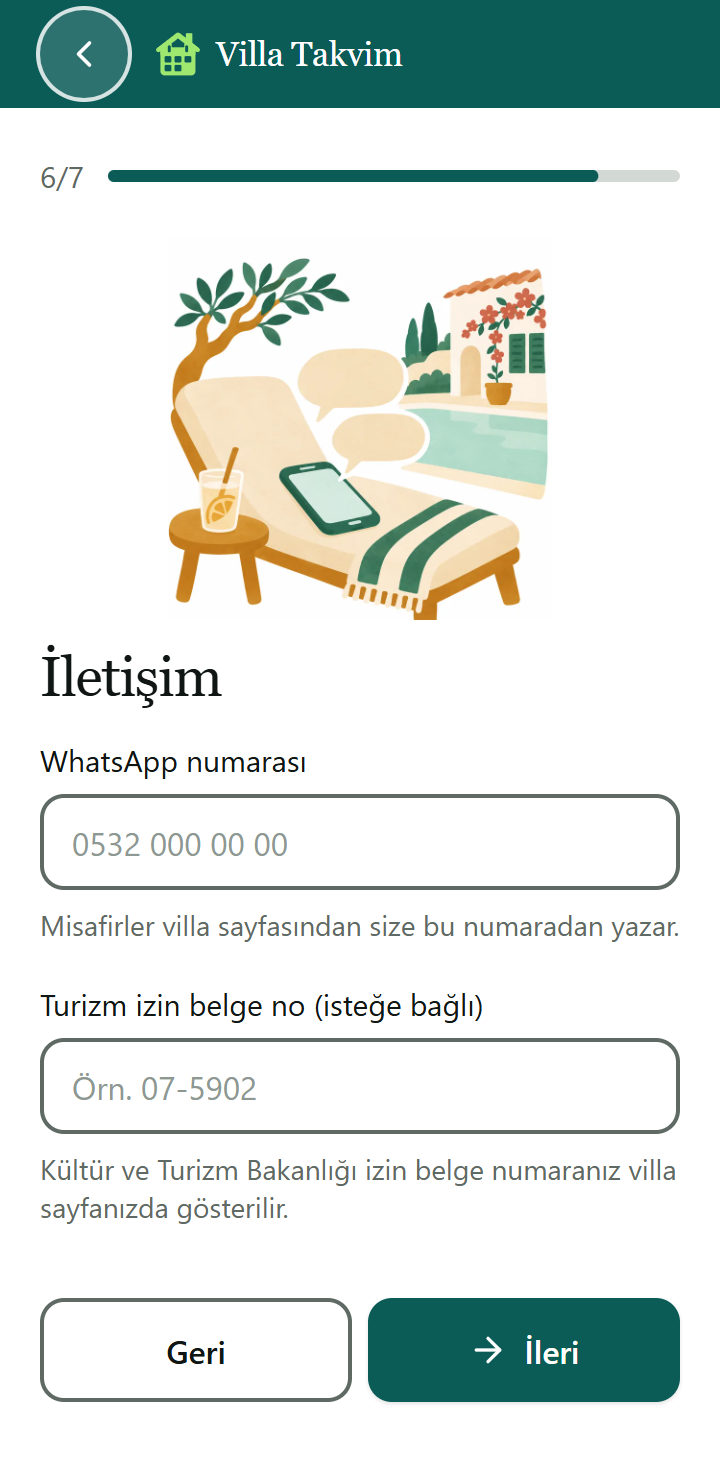 Villa Takvim
6/7
İletişim
WhatsApp numarası
0532 000 00 00
Misafirler villa sayfasından size bu numaradan yazar.
Turizm izin belge no (isteğe bağlı)
Örn. 07-5902
Kültür ve Turizm Bakanlığı izin belge numaranız villa
sayfanızda gösterilir.
Geri
İleri